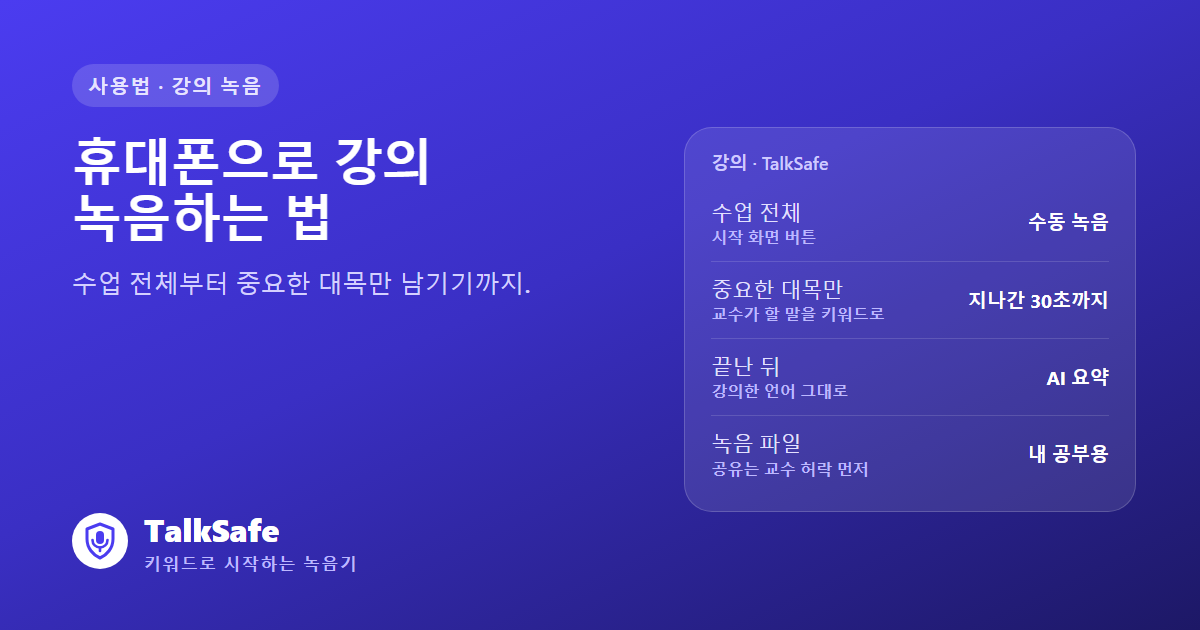 사용법 · 강의 녹음
휴대폰으로 강의
녹음하는 법
수업 전체부터 중요한 대목만 남기기까지.
강의 · TalkSafe
수업 전체
시작 화면 버튼
수동 녹음
중요한 대목만
교수가 할 말을 키워드로
지나간 30초까지
끝난 뒤
강의한 언어 그대로
AI 요약
녹음 파일
공유는 교수 허락 먼저
내 공부용
TalkSafe
키워드로 시작하는 녹음기